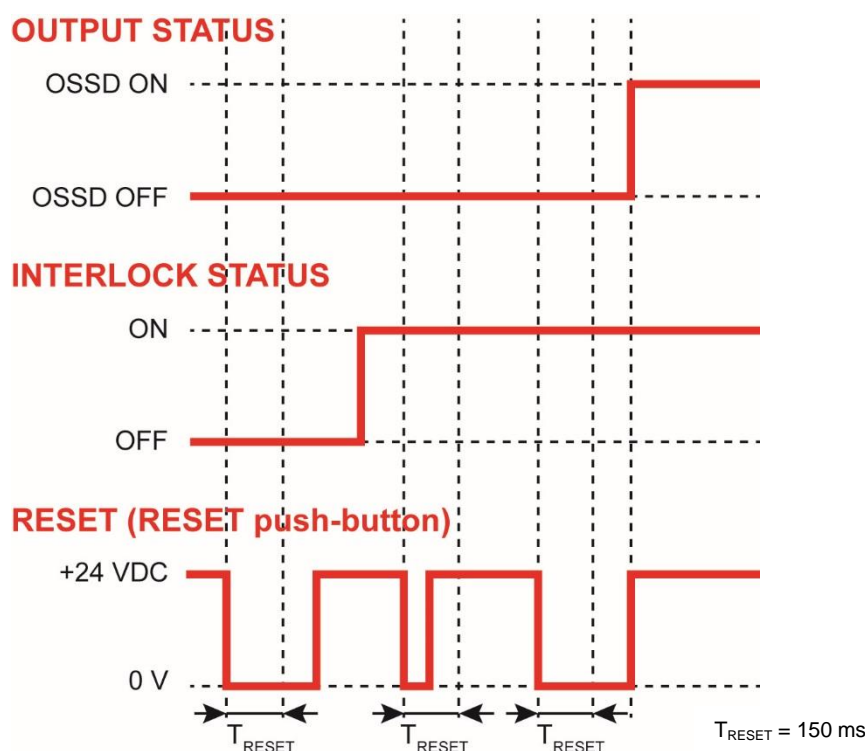 OUTPUT STATUS
OSSD ON
OSSD OFF
INTERLOCK STATUS
ON
OFF
RESET (RESET push-button)
+24 VDC
0 V
TRESET TRESET TRESET TRESET = 150 ms